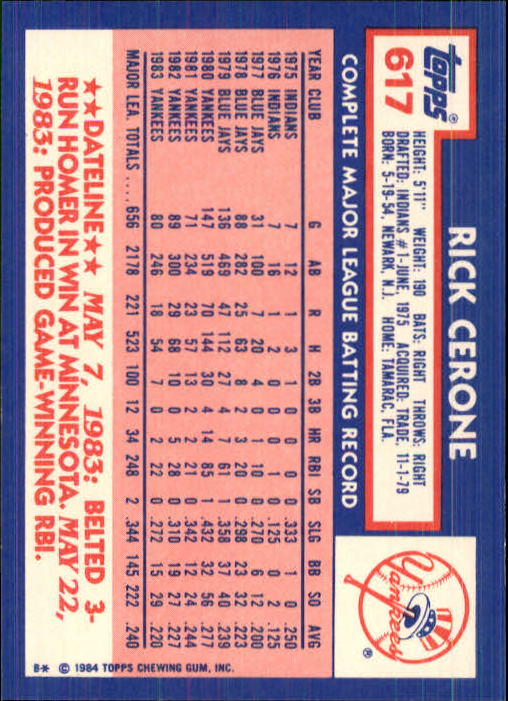 topps®
617
RICK CERONE
HEIGHT: 5'11" WEIGHT: 190 BATS: RIGHT THROWS: RIGHT
DRAFTED: INDIANS #1-JUNE, 1975 ACQUIRED: TRADE, 11-1-79
BORN: 5-19-54, NEWARK, N.J. HOME: TAMARAC, FLA.
Yankees ®
COMPLETE MAJOR LEAGUE BATTING RECORD
YEAR CLUB G AB R H 2B 3B HR RBI SB SLG BB SO AVG
1975 INDIANS 7 12 1 3 1 0 0 0 0 .333 1 0 .250
1976 INDIANS 7 16 1 2 0 0 0 1 0 .125 0 2 .125
1977 BLUE JAYS 31 100 7 20 4 0 1 10 0 .270 6 12 .200
1978 BLUE JAYS 88 282 25 63 8 2 3 20 0 .298 23 32 .223
1979 BLUE JAYS 136 469 47 112 27 4 7 61 1 .358 37 40 .239
1980 YANKEES 147 519 70 144 30 4 14 85 1 .432 32 56 .277
1981 YANKEES 71 234 23 57 13 2 2 21 0 .342 12 24 .244
1982 YANKEES 89 300 29 68 10 0 5 28 0 .310 19 27 .227
1983 YANKEES 80 246 18 54 7 0 2 22 0 .272 15 29 .220
MAJOR LEA. TOTALS .... 656 2178 221 523 100 12 34 248 2 .344 145 222 .240
★★DATELINE★★ MAY 7, 1983: BELTED 3-
RUN HOMER IN WIN AT MINNESOTA. MAY 22,
1983: PRODUCED GAME-WINNING RBI.
B* © 1984 TOPPS CHEWING GUM, INC.